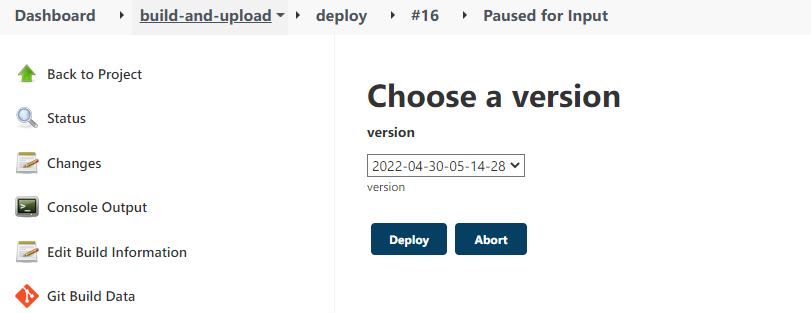 Dashboard build-and-upload deploy #16 Paused for Input
Back to Project
Status
Changes
Console Output
Edit Build Information
Git Build Data
Choose a version
version
2022-04-30-05-14-28
version
Deploy Abort